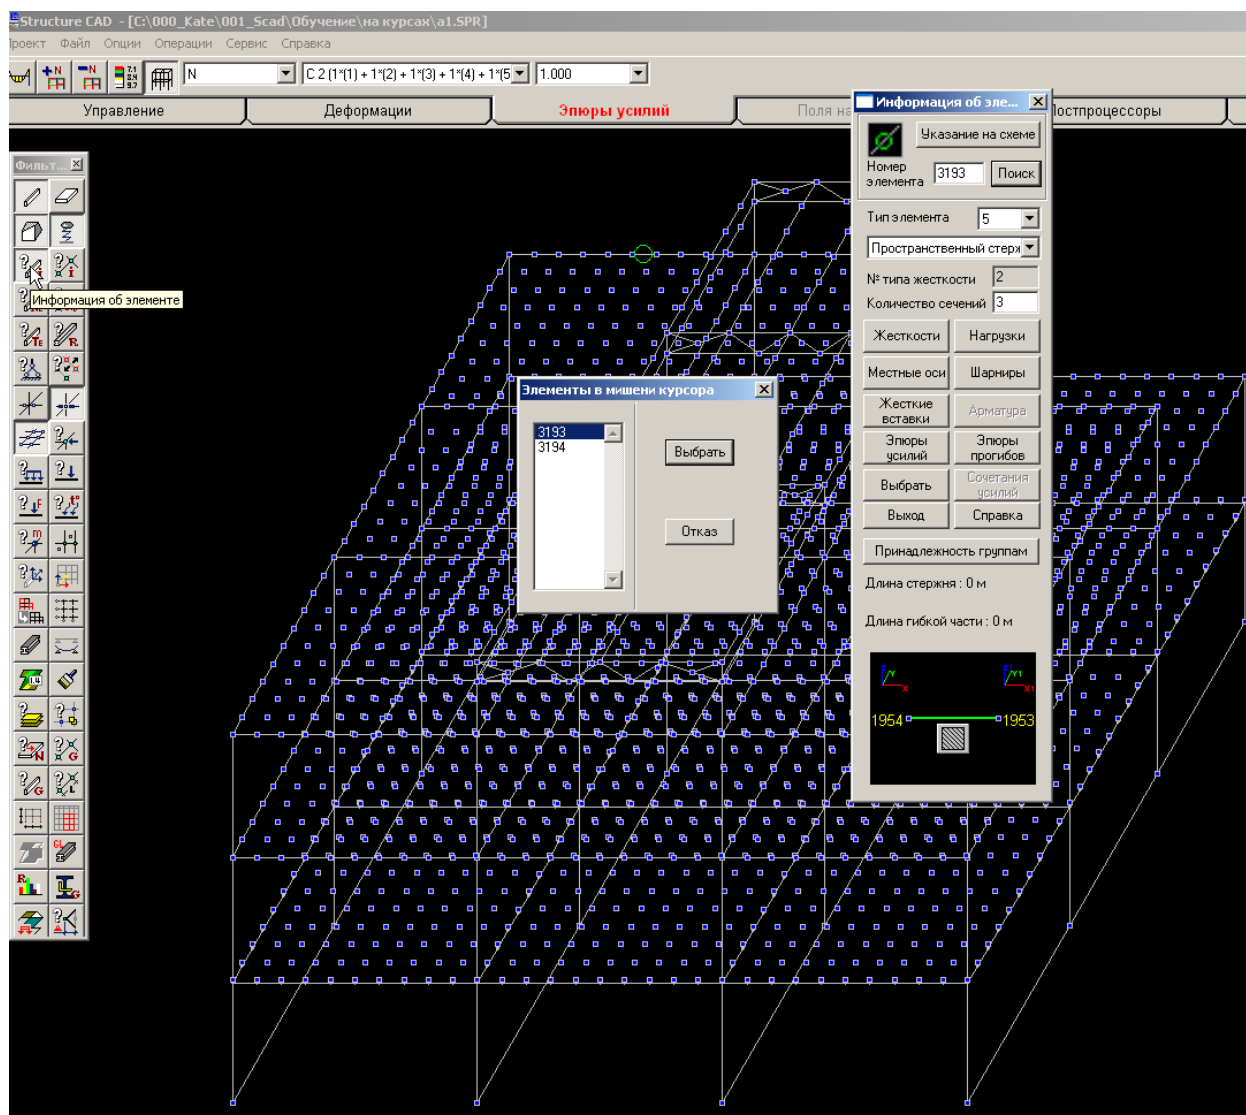 Structure CAD - [C:\000_Kate\001_Scad\Обучение\на курсах\a1.SPR]
Проект Файл Опции Операции Сервис Справка
N
C 2 (1*(1) + 1*(2) + 1*(3) + 1*(4) + 1*(5
1.000
Управление
Деформации
Эпюры усилий
Поля на
Постпроцессоры
Фильт...
Информация об элементе
Элементы в мишени курсора
3193
3194
Выбрать
Отказ
Информация об эле...
Указание на схеме
Номер
элемента
3193
Поиск
Тип элемента 5
Пространственный стерж
№ типа жесткости 2
Количество сечений 3
Жесткости
Нагрузки
Местные оси
Шарниры
Жесткие
вставки
Арматура
Эпюры
усилий
Эпюры
прогибов
Выбрать
Сочетания
усилий
Выход
Справка
Принадлежность группам
Длина стержня : 0 м
Длина гибкой части : 0 м
1954
1953